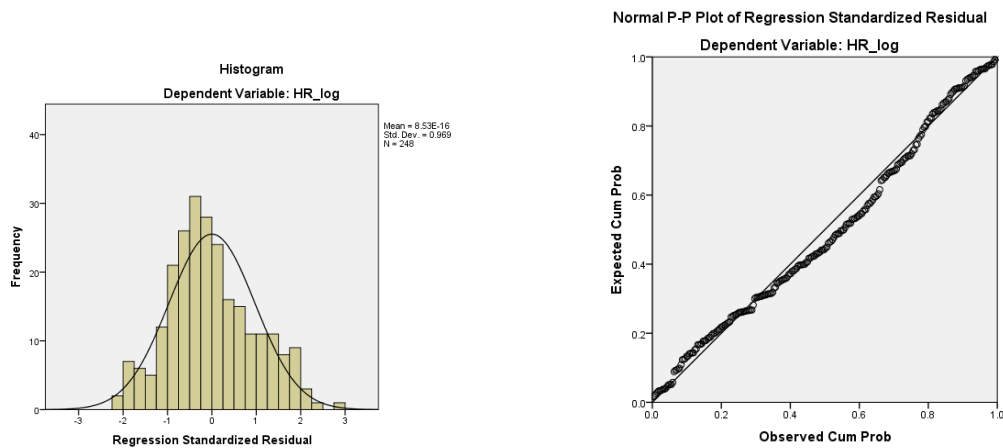 Histogram
Dependent Variable: HR_log
Mean = 8.53E-16
Std. Dev. = 0.969
N = 248
40
30
20
10
0
Frequency
-3 -2 -1 0 1 2 3
Regression Standardized Residual
Normal P-P Plot of Regression Standardized Residual
Dependent Variable: HR_log
1.0
0.8
0.6
0.4
0.2
0.0
Expected Cum Prob
0.0 0.2 0.4 0.6 0.8 1.0
Observed Cum Prob